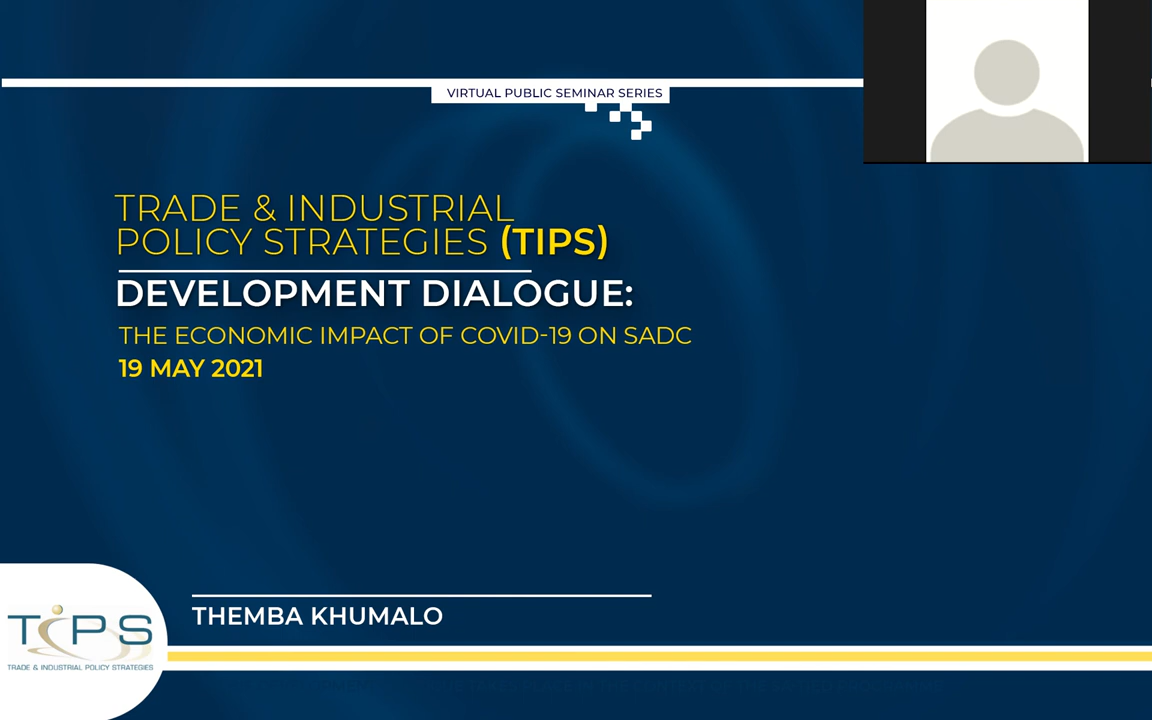 VIRTUAL PUBLIC SEMINAR SERIES
TRADE & INDUSTRIAL
POLICY STRATEGIES (TIPS)
DEVELOPMENT DIALOGUE:
THE ECONOMIC IMPACT OF COVID-19 ON SADC
19 MAY 2021
THEMBA KHUMALO
TiPS
TRADE & INDUSTRIAL POLICY STRATEGIES